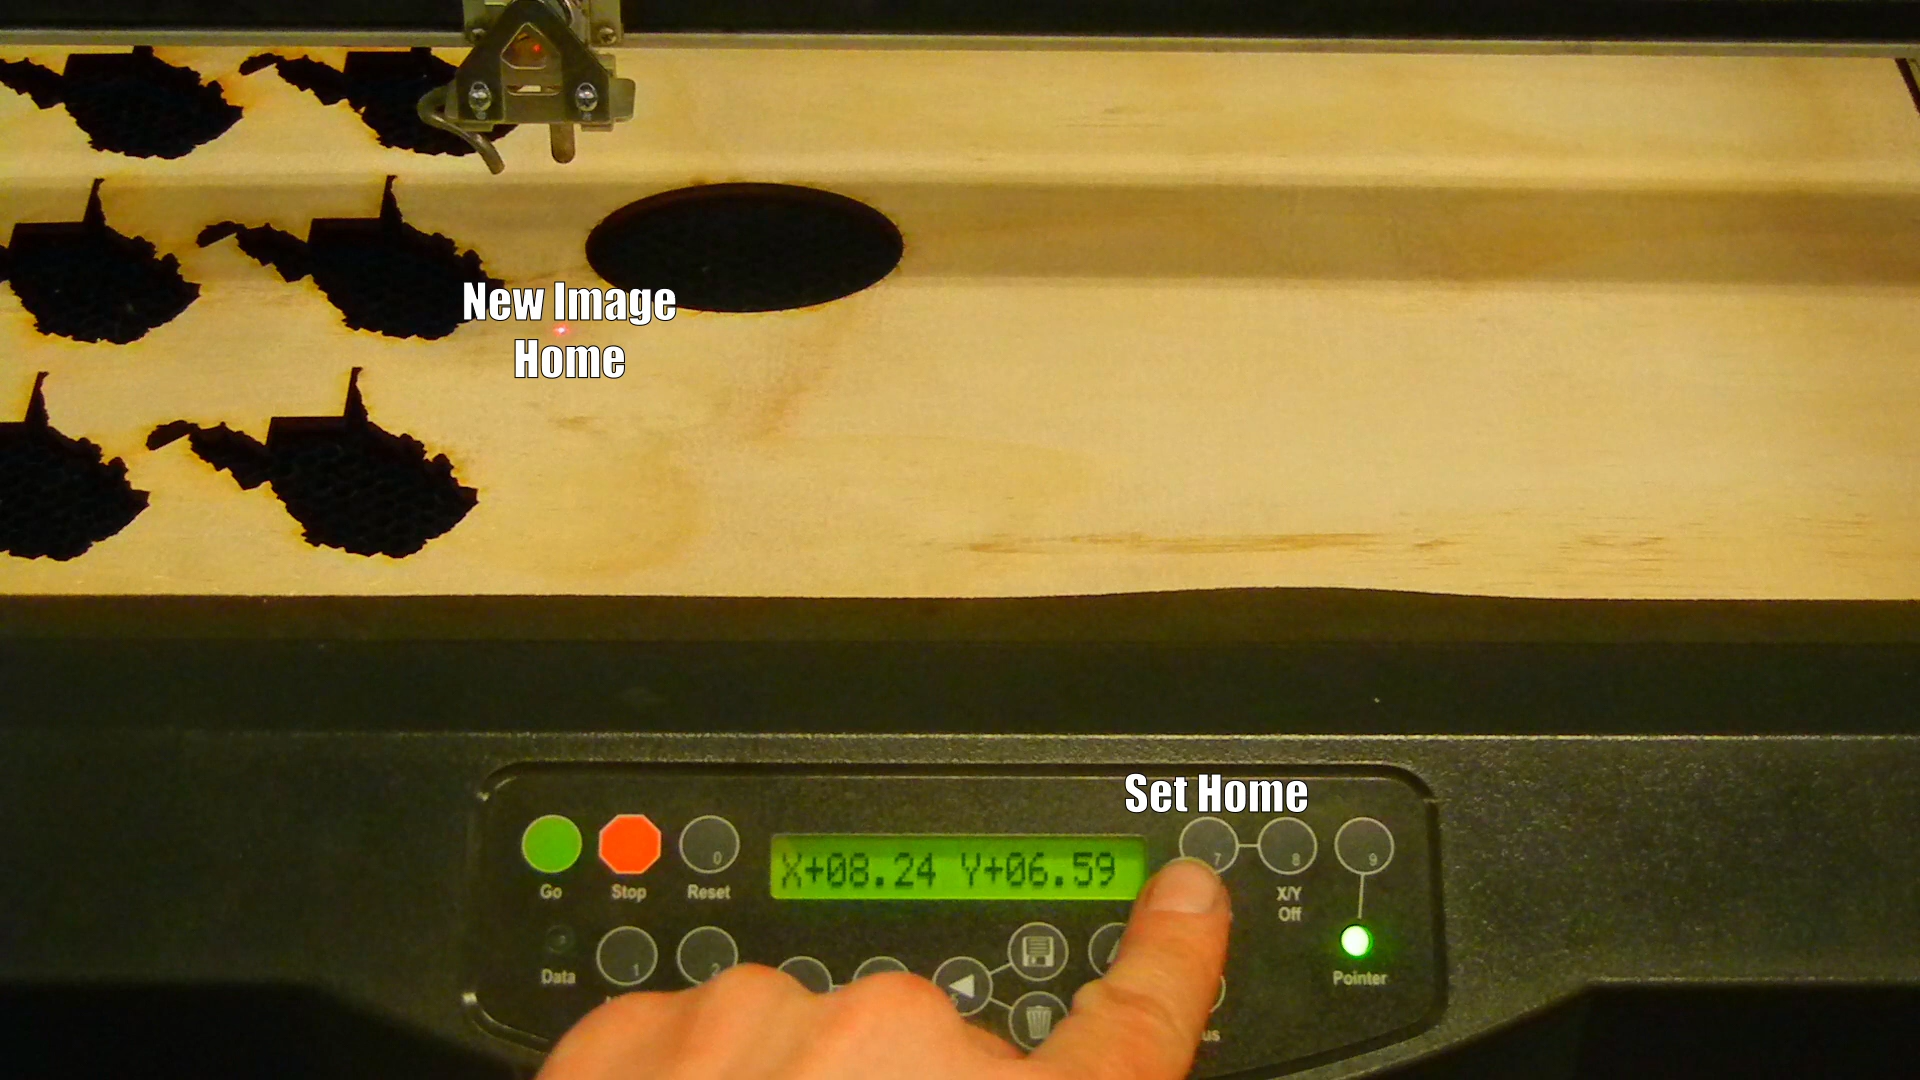 New Image
Home
Set Home
Go
Stop
0
Reset
X+08.24 Y+06.59
7
8
9
X/Y
Off
Data
1
2
5
Pointer